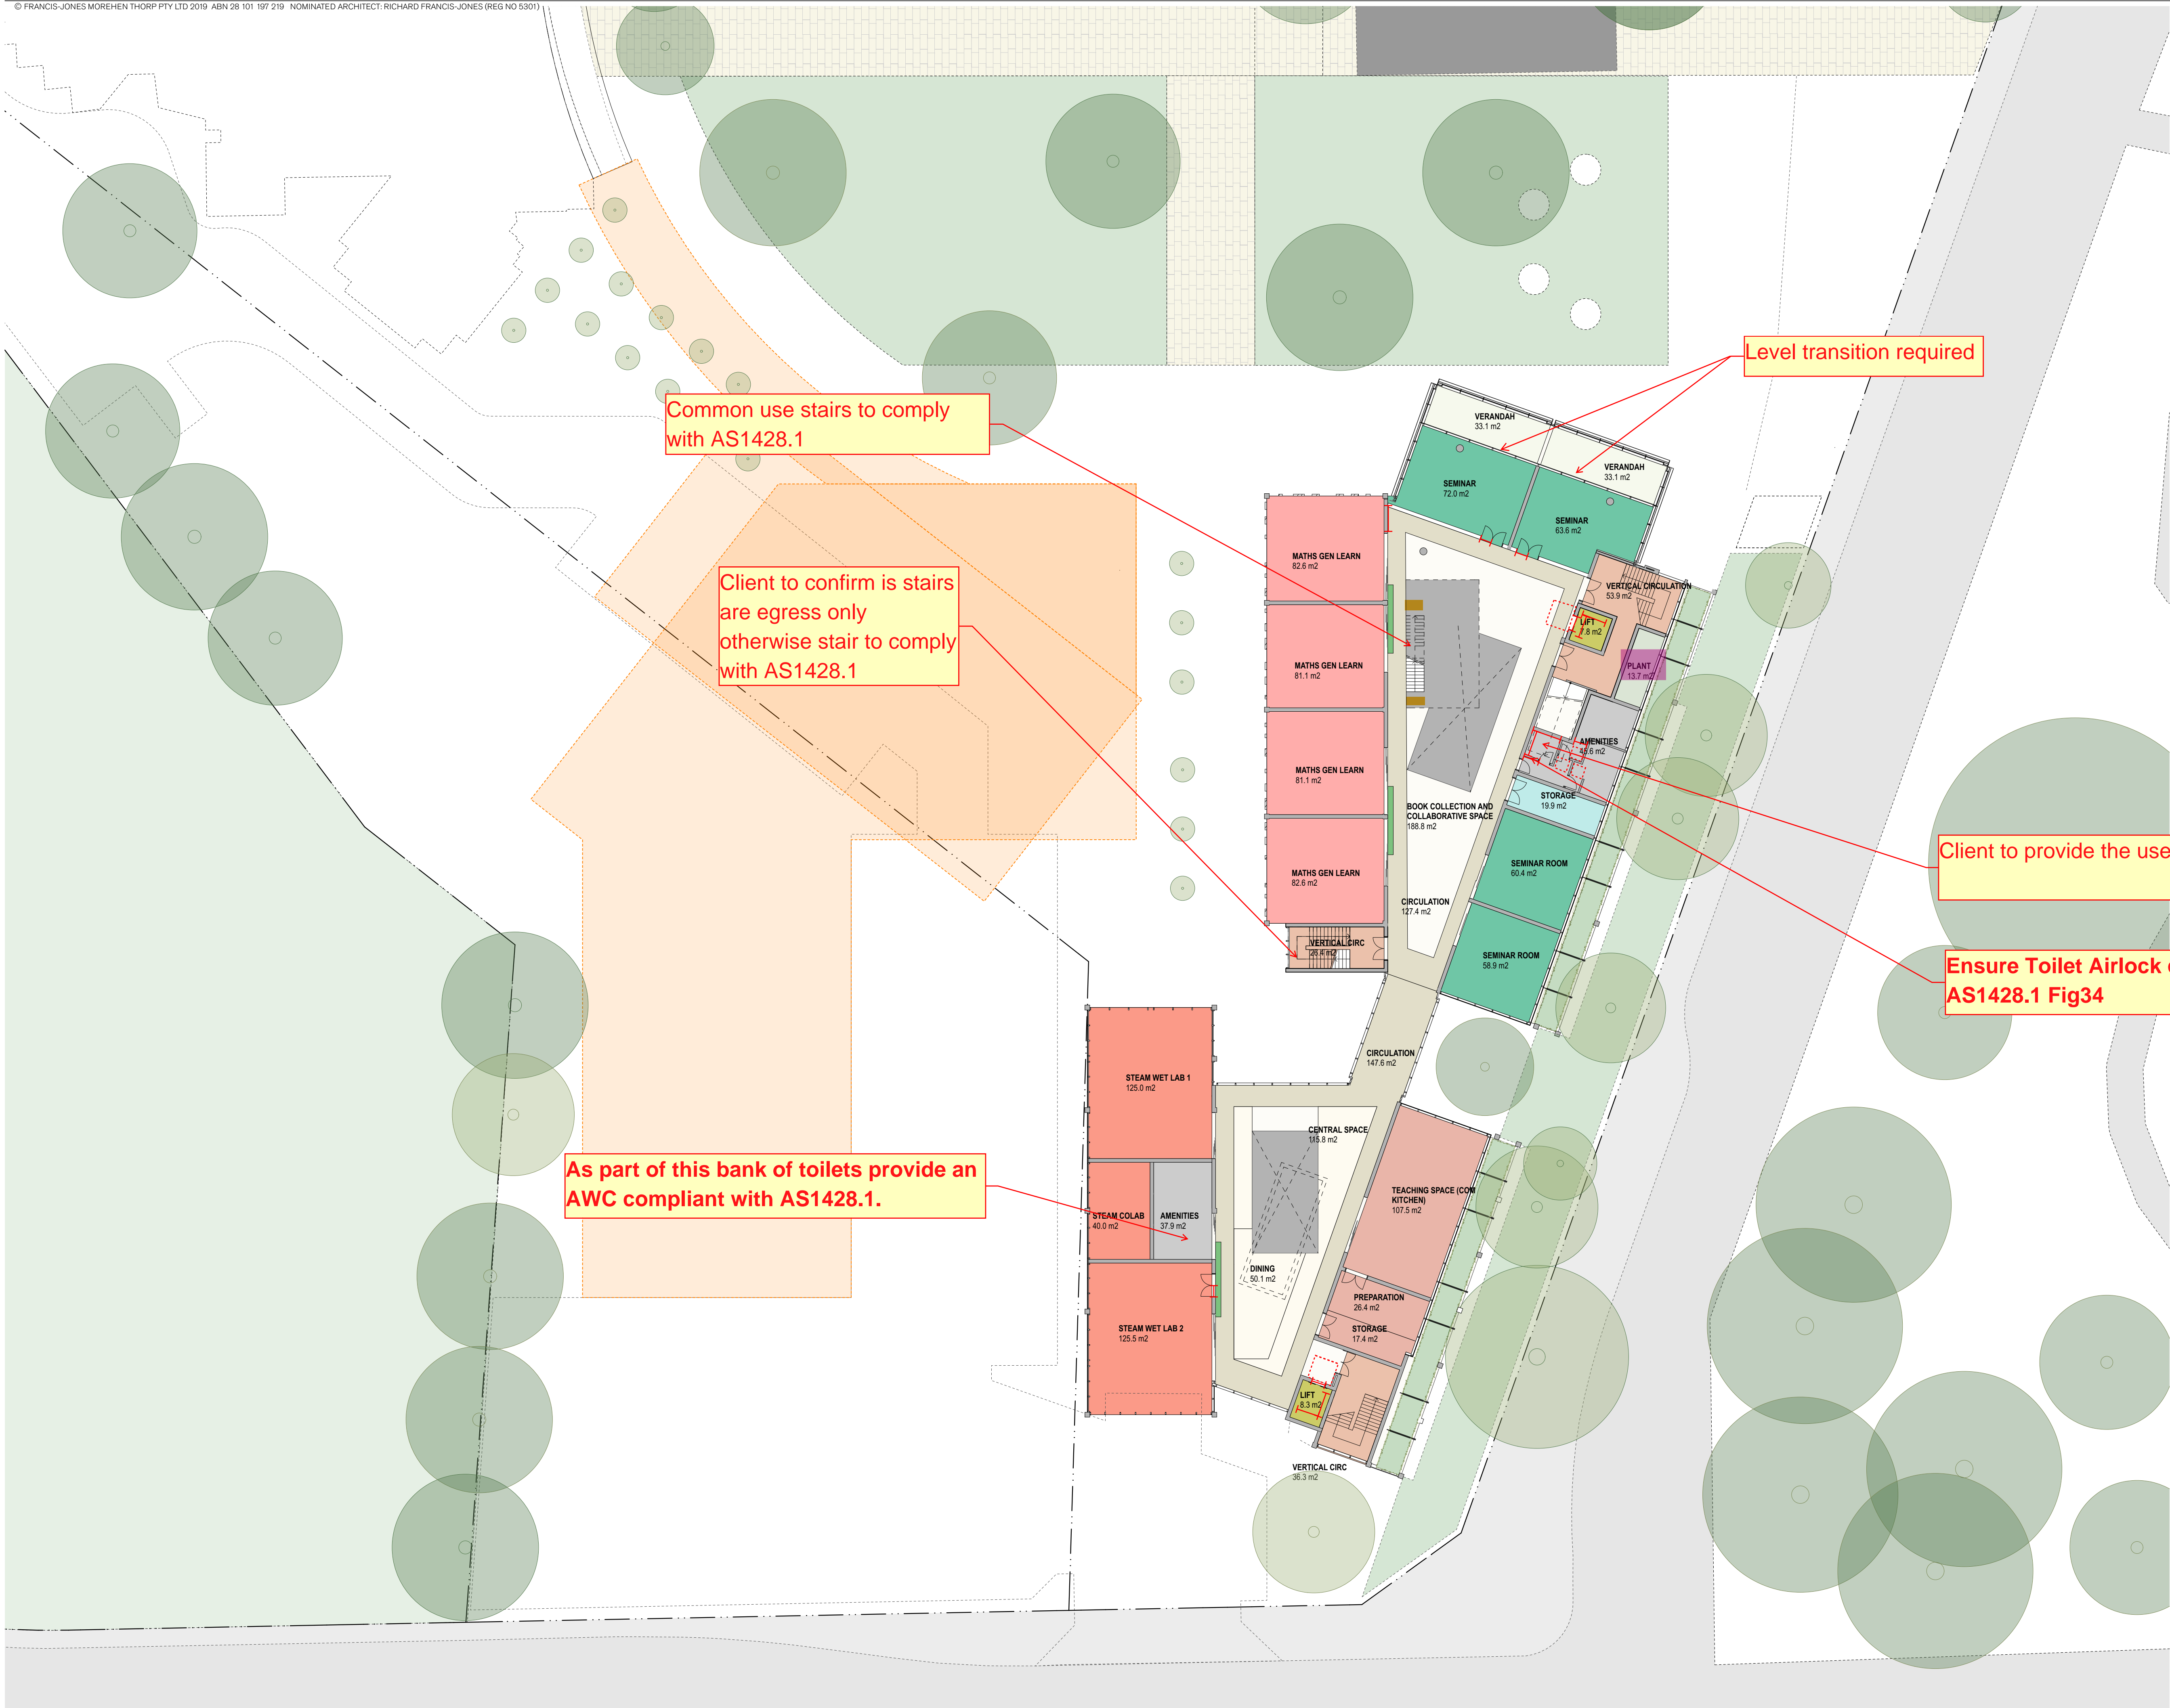 © FRANCIS-JONES MOREHEN THORP PTY LTD 2019 ABN 28 101 197 219 NOMINATED ARCHITECT: RICHARD FRANCIS-JONES (REG NO 5301)
Level transition required
Common use stairs to comply
with AS1428.1
VERANDAH
33.1 m2
VERANDAH
33.1 m2
SEMINAR
72.0 m2
SEMINAR
63.6 m2
MATHS GEN LEARN
82.6 m2
Client to confirm is stairs
are egress only
otherwise stair to comply
with AS1428.1
VERTICAL CIRCULATION
53.9 m2
LIFT
7.8 m2
MATHS GEN LEARN
81.1 m2
PLANT
13.7 m2
AMENITIES
45.6 m2
MATHS GEN LEARN
81.1 m2
STORAGE
19.9 m2
BOOK COLLECTION AND
COLLABORATIVE SPACE
188.8 m2
Client to provide the use
SEMINAR ROOM
60.4 m2
MATHS GEN LEARN
82.6 m2
CIRCULATION
127.4 m2
VERTICAL CIRC
26.4 m2
SEMINAR ROOM
58.9 m2
Ensure Toilet Airlock
AS1428.1 Fig34
CIRCULATION
147.6 m2
STEAM WET LAB 1
125.0 m2
CENTRAL SPACE
115.8 m2
As part of this bank of toilets provide an
AWC compliant with AS1428.1.
TEACHING SPACE (COM
KITCHEN)
107.5 m2
STEAM COLAB
40.0 m2
AMENITIES
37.9 m2
DINING
50.1 m2
PREPARATION
26.4 m2
STORAGE
17.4 m2
STEAM WET LAB 2
125.5 m2
LIFT
8.3 m2
VERTICAL CIRC
36.3 m2